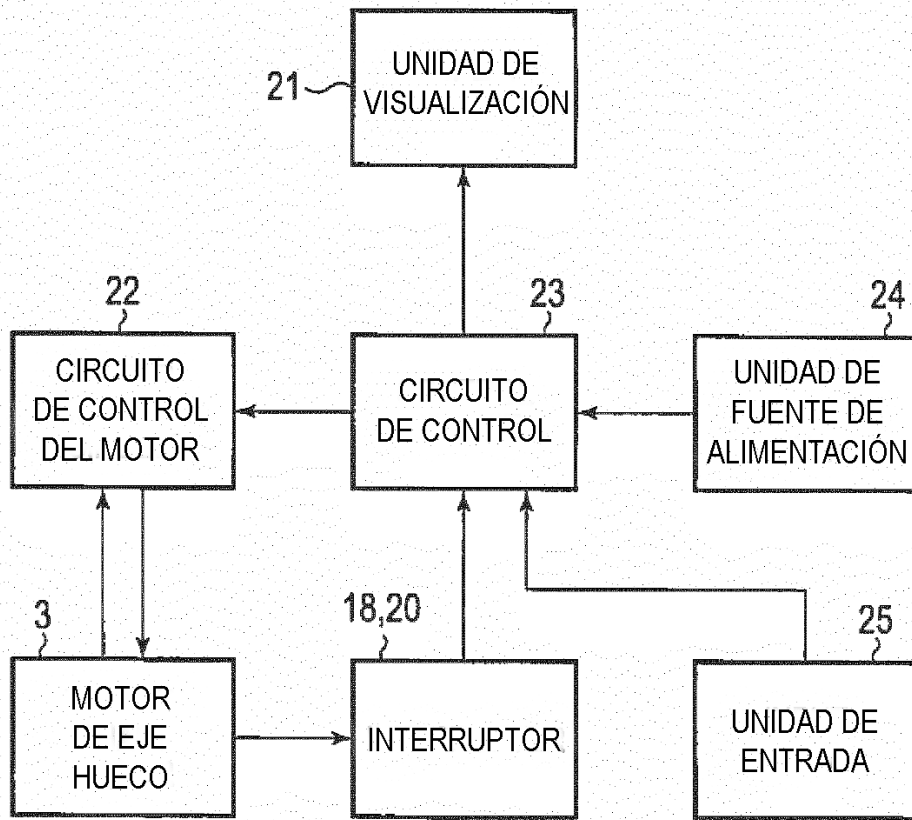 21
UNIDAD DE
VISUALIZACIÓN
22
CIRCUITO
DE CONTROL
DEL MOTOR
23
CIRCUITO
DE CONTROL
24
UNIDAD DE
FUENTE DE
ALIMENTACIÓN
3
MOTOR
DE EJE
HUECO
18,20
INTERRUPTOR
25
UNIDAD DE
ENTRADA